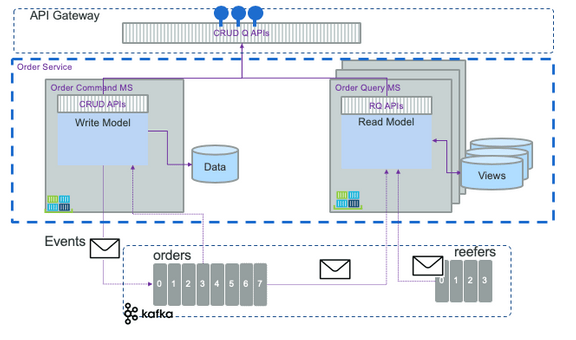 API Gateway
CRUD Q APIs
Order Service
Order Command MS
CRUD APIs
Write Model
Data
Order Query MS
RQ APIs
Read Model
Views
Events
orders
0 1 2 3 4 5 6 7
reefers
0 1 2 3
kafka